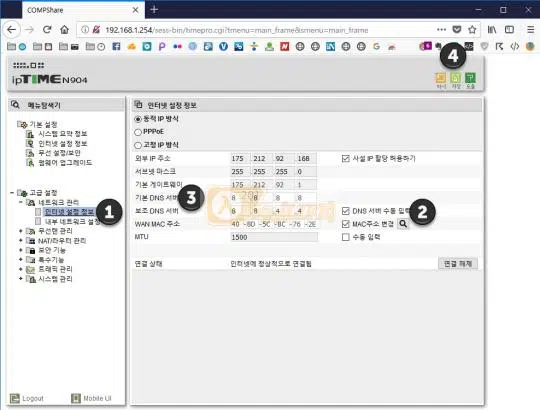 COMPShare
192.168.1.254/sess-bin/timepro.cgi?tmenu=main_frame&smenu=main_frame
ipTIME N904
4
마법사 저장 도움
메뉴탐색기
기본 설정
시스템 요약 정보
인터넷 설정 정보
무선 설정/보안
펌웨어 업그레이드
고급 설정
네트워크 관리
인터넷 설정 정보
1
내부 네트워크 설정
무선랜 관리
NAT/라우터 관리
보안 기능
특수기능
트래픽 관리
시스템 관리
Logout
Mobile UI
인터넷 설정 정보
동적 IP 방식
PPPoE
고정 IP 방식
외부 IP 주소 175 212 92 168 사설 IP 할당 허용하기
서브넷 마스크 255 255 255 0
기본 게이트웨이 175 212 92 1
기본 DNS 서버 3 8 8 8 8
보조 DNS 서버 8 8 4 4 DNS 서버 수동 입력 2
WAN MAC 주소 40 -8D -5C -8C -76 -2E MAC주소 변경
MTU 1500 수동 입력
연결 상태 인터넷에 정상적으로 연결됨 연결 해제